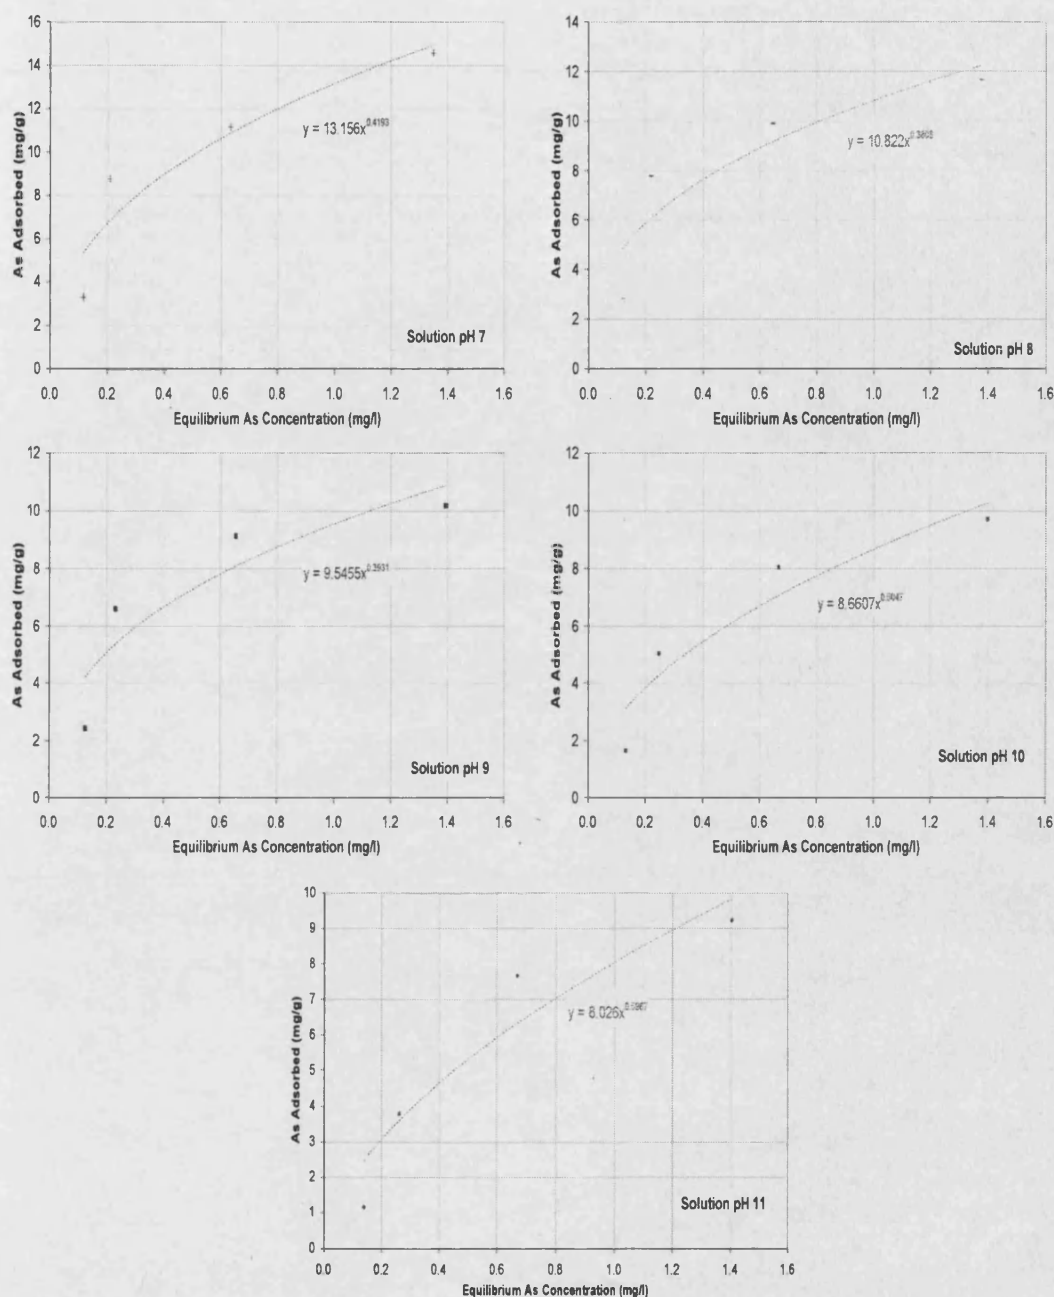 16
14
12
10
8
6
4
2
0
As Adsorbed (mg/g)
y = 13.156x^0.4193
Solution pH 7
0.0 0.2 0.4 0.6 0.8 1.0 1.2 1.4 1.6
Equilibrium As Concentration (mg/l)
14
12
10
8
6
4
2
0
As Adsorbed (mg/g)
y = 10.822x
Solution pH 8
0.0 0.2 0.4 0.6 0.8 1.0 1.2 1.4 1.6
Equilibrium As Concentration (mg/l)
12
10
8
6
4
2
0
As Adsorbed (mg/g)
y = 9.5455x^0.3931
Solution pH 9
0.0 0.2 0.4 0.6 0.8 1.0 1.2 1.4 1.6
Equilibrium As Concentration (mg/l)
12
10
8
6
4
2
0
As Adsorbed (mg/g)
y = 8.6607x^0.5047
Solution pH 10
0.0 0.2 0.4 0.6 0.8 1.0 1.2 1.4 1.6
Equilibrium As Concentration (mg/l)
10
9
8
7
6
5
4
3
2
1
0
As Adsorbed (mg/g)
y = 8.026x^0.5967
Solution pH 11
0.0 0.2 0.4 0.6 0.8 1.0 1.2 1.4 1.6
Equilibrium As Concentration (mg/l)